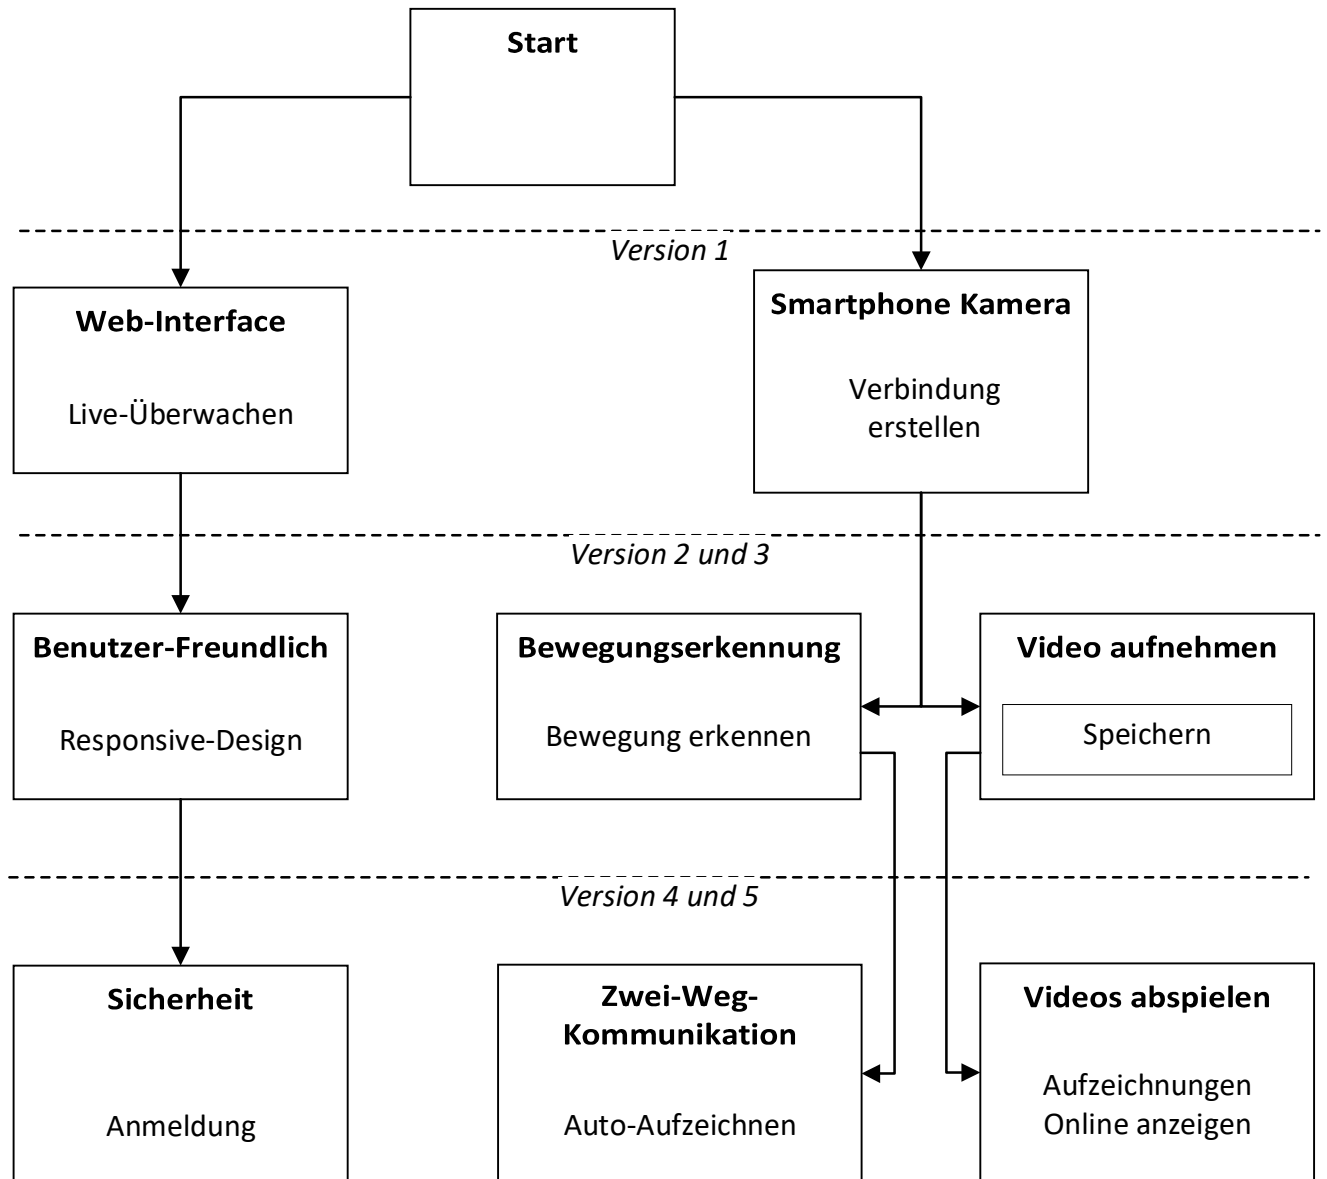 Start
Version 1
Web-Interface
Live-Überwachen
Smartphone Kamera
Verbindung
erstellen
Version 2 und 3
Benutzer-Freundlich
Responsive-Design
Bewegungserkennung
Bewegung erkennen
Video aufnehmen
Speichern
Version 4 und 5
Sicherheit
Anmeldung
Zwei-Weg-
Kommunikation
Auto-Aufzeichnen
Videos abspielen
Aufzeichnungen
Online anzeigen